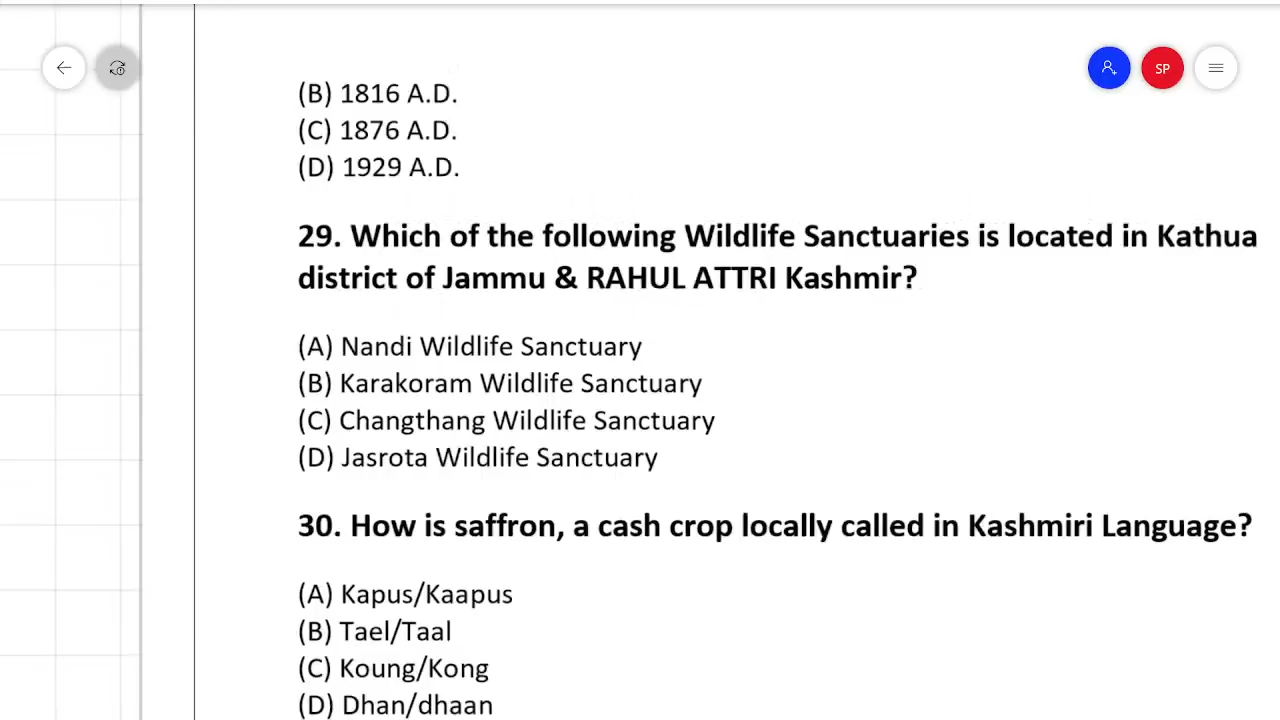 SP
(B) 1816 A.D.
(C) 1876 A.D.
(D) 1929 A.D.
29. Which of the following Wildlife Sanctuaries is located in Kathua
district of Jammu & RAHUL ATTRI Kashmir?
(A) Nandi Wildlife Sanctuary
(B) Karakoram Wildlife Sanctuary
(C) Changthang Wildlife Sanctuary
(D) Jasrota Wildlife Sanctuary
30. How is saffron, a cash crop locally called in Kashmiri Language?
(A) Kapus/Kaapus
(B) Tael/Taal
(C) Koung/Kong
(D) Dhan/dhaan